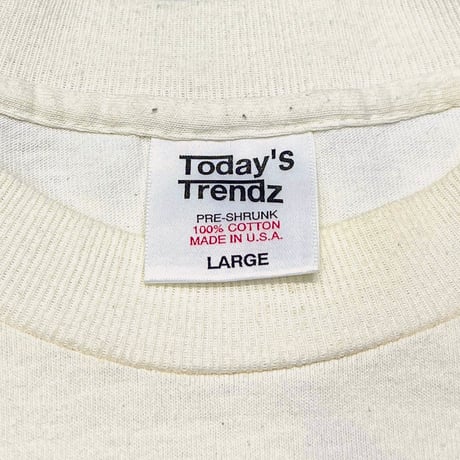 Today's
Trendz
PRE-SHRUNK
100% COTTON
MADE IN U.S.A.
LARGE